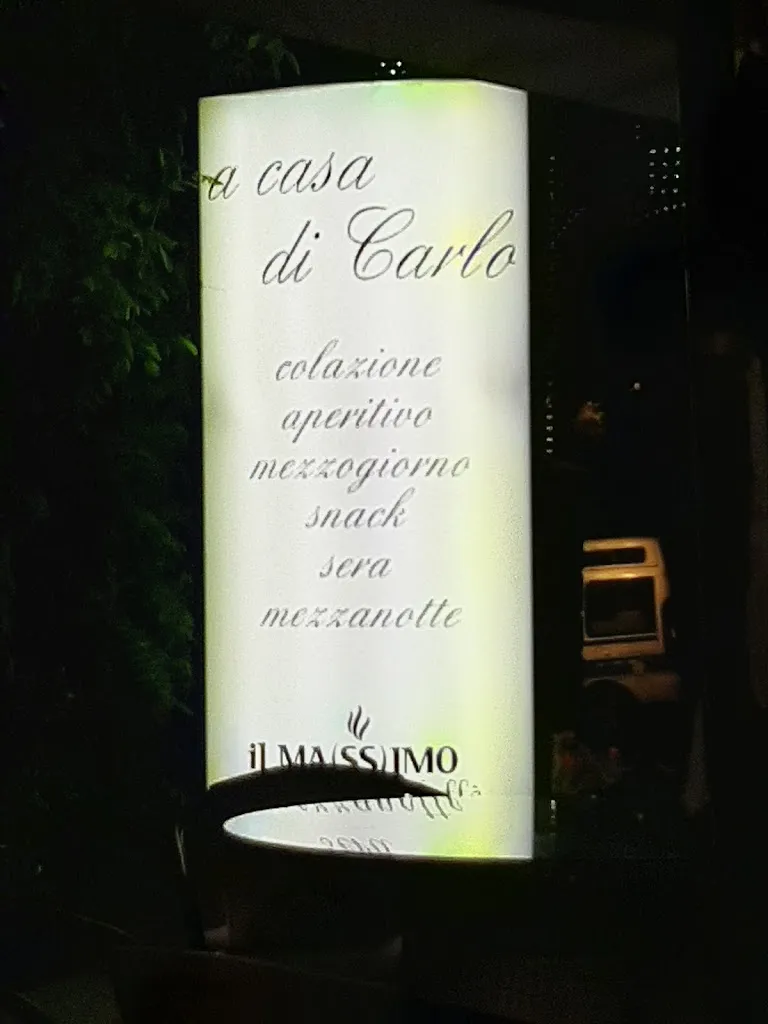 a casa
di Carlo
colazione
aperitivo
mezzogiorno
snack
sera
mezzanotte
il MA(SS)IMO